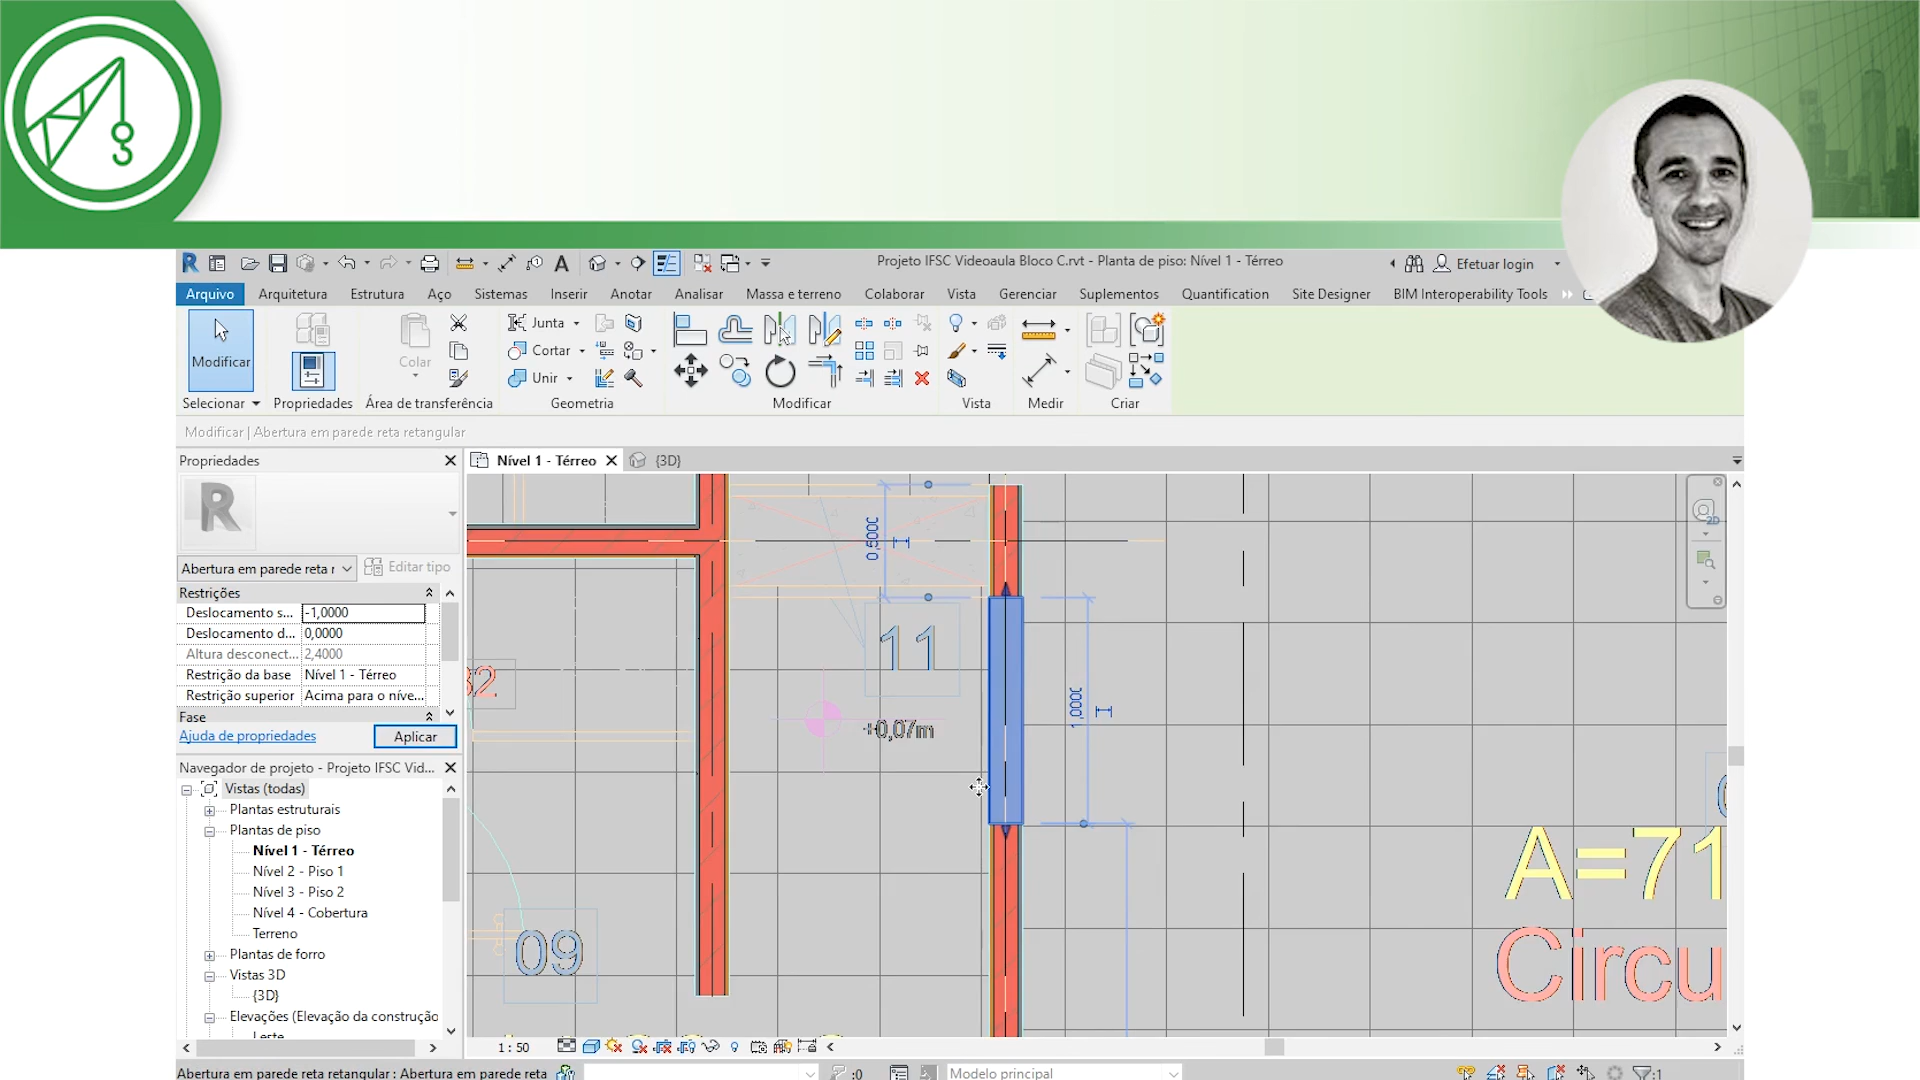 Projeto IFSC Videoaula Bloco C.rvt - Planta de piso: Nível 1 - Térreo
Efetuar login
Arquivo Arquitetura Estrutura Aço Sistemas Inserir Anotar Analisar Massa e terreno Colaborar Vista Gerenciar Suplementos Quantification Site Designer BIM Interoperability Tools
Modificar
Colar
Junta
Cortar
Unir
Selecionar Propriedades Área de transferência Geometria Modificar Vista Medir Criar
Modificar | Abertura em parede reta retangular
Propriedades
Nível 1 - Térreo
{3D}
R
Abertura em parede reta r
Editar tipo
Restrições
Deslocamento s... -1,0000
Deslocamento d... 0,0000
Altura desconect... 2,4000
Restrição da base Nível 1 - Térreo
Restrição superior Acima para o níve...
Fase
Ajuda de propriedades
Aplicar
Navegador de projeto - Projeto IFSC Vid...
Vistas (todas)
Plantas estruturais
Plantas de piso
Nível 1 - Térreo
Nível 2 - Piso 1
Nível 3 - Piso 2
Nível 4 - Cobertura
Terreno
Plantas de forro
Vistas 3D
{3D}
Elevações (Elevação da construção
Leste
0,5000
11
+0,07m
1,0000
2D
09
A=71
Circu
1 : 50
Abertura em parede reta retangular : Abertura em parede reta
:0
Modelo principal
:1